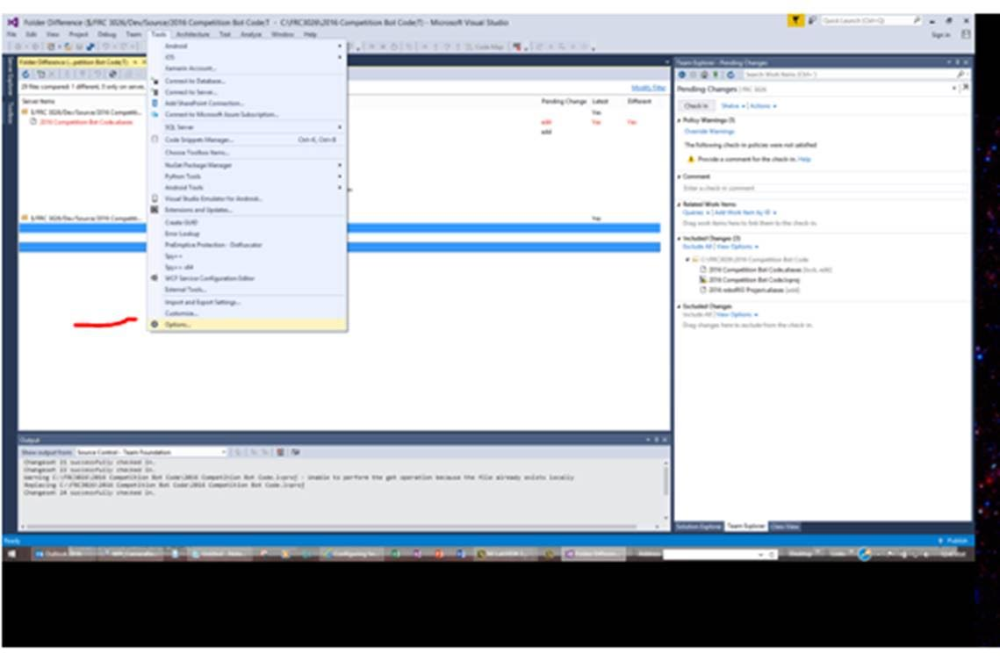 Folder Difference ($/FRC 3026/Dev/Source/2016 Competition Bot Code;T - C:\FRC3026\2016 Competition Bot Code;T) - Microsoft Visual Studio
Quick Launch (Ctrl+Q)
File Edit View Project Debug Team Tools Architecture Test Analyze Window Help
Sign in
Code Map
Server Explorer
Toolbox
Android
iOS
Xamarin Account...
Connect to Database...
Connect to Server...
Add SharePoint Connection...
Connect to Microsoft Azure Subscription...
SQL Server
Code Snippets Manager... Ctrl+K, Ctrl+B
Choose Toolbox Items...
NuGet Package Manager
Python Tools
Android Tools
Visual Studio Emulator for Android...
Extensions and Updates...
Create GUID
Error Lookup
PreEmptive Protection - Dotfuscator
Spy++
Spy++ x64
WCF Service Configuration Editor
External Tools...
Import and Export Settings...
Customize...
Options...
Folder Difference (...petition Bot Code;T)
29 files compared: 1 different, 3 only on server,
Modify Filter
Server Items
Pending Change Latest Different
$/FRC 3026/Dev/Source/2016 Competiti...
Yes
2016 Competition Bot Code.aliases
edit Yes Yes
add
$/FRC 3026/Dev/Source/2016 Competiti...
Yes
Output
Show output from: Source Control - Team Foundation
Changeset 23 successfully checked in.
Warning C:\FRC3026\2016 Competition Bot Code\2016 Competition Bot Code.lvproj - Unable to perform the get operation because the file already exists locally
Replacing C:\FRC3026\2016 Competition Bot Code\2016 Competition Bot Code.lvproj
Changeset 24 successfully checked in.
Team Explorer - Pending Changes
Search Work Items (Ctrl+')
Pending Changes | FRC 3026
Check In Shelve Actions
Policy Warnings (1)
Override Warnings
The following check-in policies were not satisfied
Provide a comment for the check-in. Help
Comment
Enter a check-in comment
Related Work Items
Queries | Add Work Item by ID
Drag work items here to link them to the check-in.
Included Changes (3)
Exclude All | View Options
C:\FRC3026\2016 Competition Bot Code
2016 Competition Bot Code.aliases [lock, edit]
2016 Competition Bot Code.lvproj
2016 roboRIO Project.aliases [add]
Excluded Changes
Include All | View Options
Drag changes here to exclude from the check-in.
Solution Explorer Team Explorer Class View
Ready
Publish